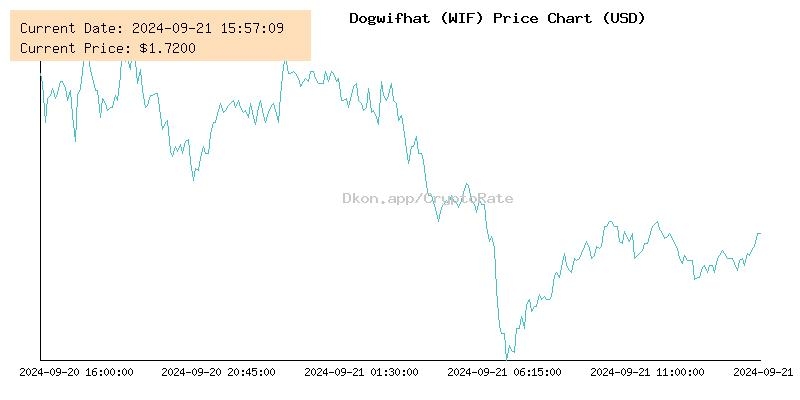 Dogwifhat (WIF) Price Chart (USD)
Current Date: 2024-09-21 15:57:09
Current Price: $1.7200
Dkon.app/CryptoRate
2024-09-20 16:00:00 2024-09-20 20:45:00 2024-09-21 01:30:00 2024-09-21 06:15:00 2024-09-21 11:00:00 2024-09-21